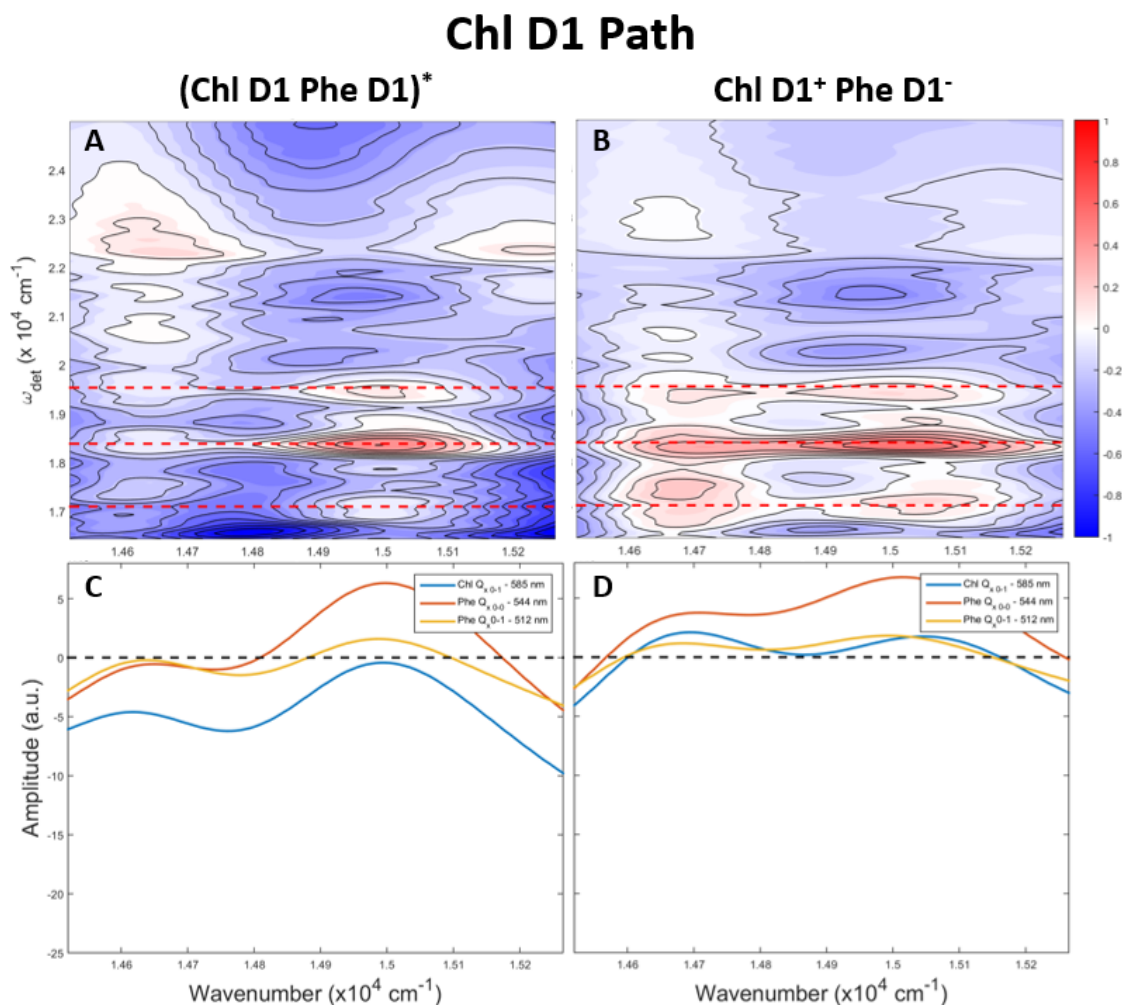 Chl D1 Path
(Chl D1 Phe D1)*
Chl D1+ Phe D1-
A
B
ωdet (x 10⁴ cm⁻¹)
2.4
2.3
2.2
2.1
2
1.9
1.8
1.7
1.46 1.47 1.48 1.49 1.5 1.51 1.52
1.46 1.47 1.48 1.49 1.5 1.51 1.52
1
0.8
0.6
0.4
0.2
0
-0.2
-0.4
-0.6
-0.8
-1
C
Chl Qx 0-1 - 585 nm
Phe Qx 0-0 - 544 nm
Phe Qx0-1 - 512 nm
D
Chl Qx 0-1 - 585 nm
Phe Qx 0-0 - 544 nm
Phe Qx0-1 - 512 nm
Amplitude (a.u.)
5
0
-5
-10
-15
-20
-25
5
0
-5
-10
-15
-20
-25
1.46 1.47 1.48 1.49 1.5 1.51 1.52
1.46 1.47 1.48 1.49 1.5 1.51 1.52
Wavenumber (x10⁴ cm⁻¹)
Wavenumber (x10⁴ cm⁻¹)